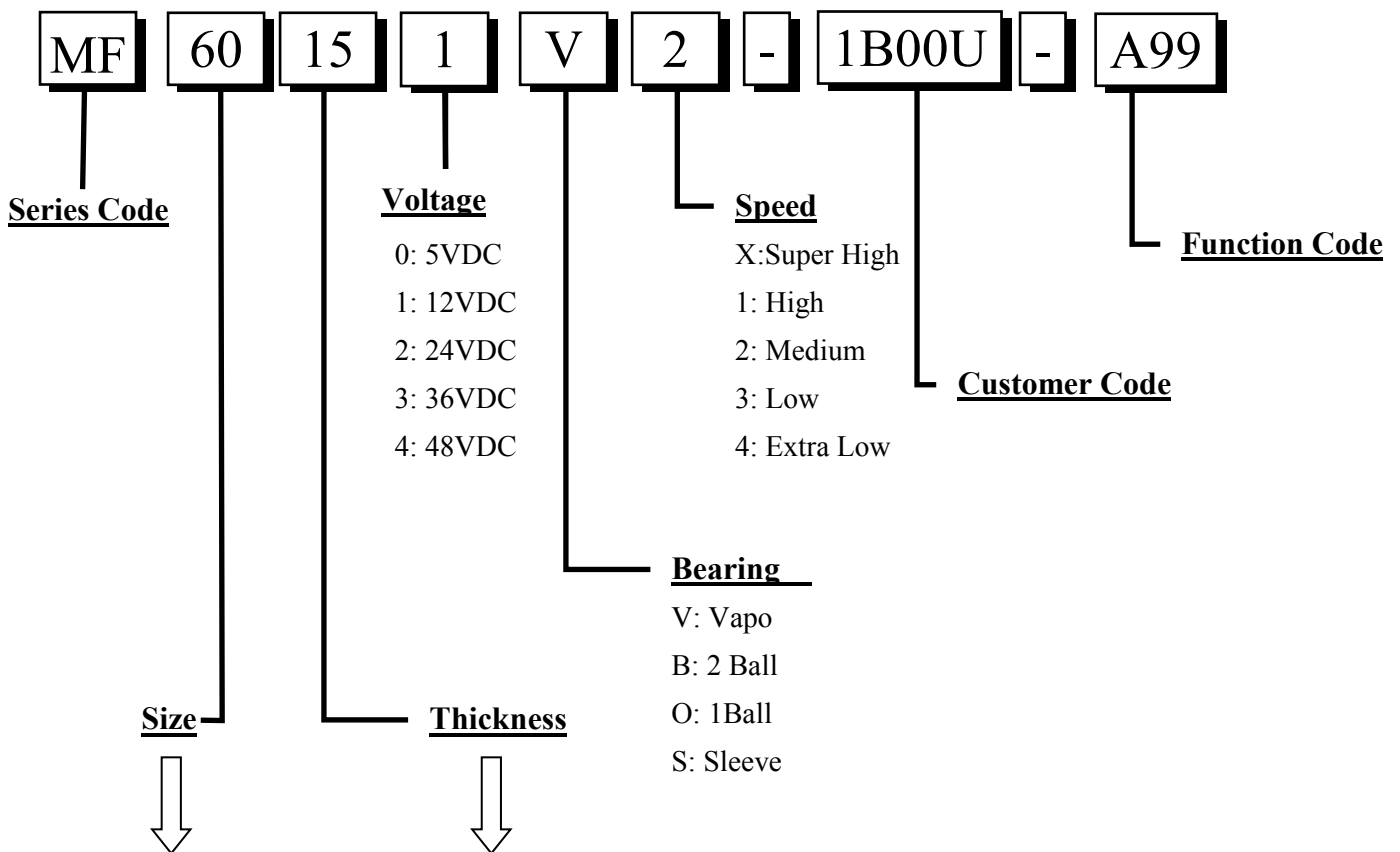 MF 60 15 1 V 2 - 1B00U - A99
Series Code
Voltage
0: 5VDC
1: 12VDC
2: 24VDC
3: 36VDC
4: 48VDC
Speed
X:Super High
1: High
2: Medium
3: Low
4: Extra Low
Function Code
Customer Code
Bearing
V: Vapo
B: 2 Ball
O: 1Ball
S: Sleeve
Size
Thickness